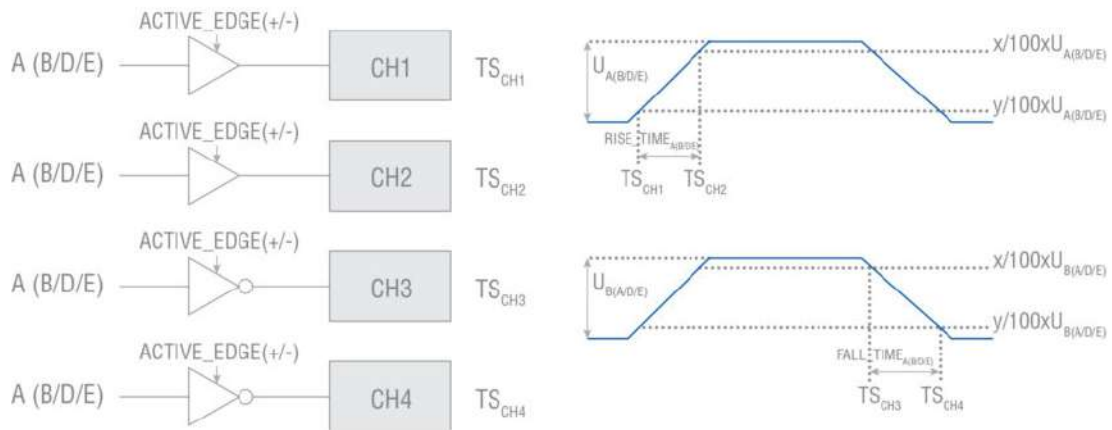 ACTIVE_EDGE(+/-)
A (B/D/E)
CH1
TS_CH1
ACTIVE_EDGE(+/-)
A (B/D/E)
CH2
TS_CH2
ACTIVE_EDGE(+/-)
A (B/D/E)
CH3
TS_CH3
ACTIVE_EDGE(+/-)
A (B/D/E)
CH4
TS_CH4
x/100xU_A(B/D/E)
U_A(B/D/E)
y/100xU_A(B/D/E)
RISE_TIME_A(B/D/E)
TS_CH1 TS_CH2
x/100xU_B(A/D/E)
U_B(A/D/E)
y/100xU_B(A/D/E)
FALL_TIME_A(B/D/E)
TS_CH3 TS_CH4